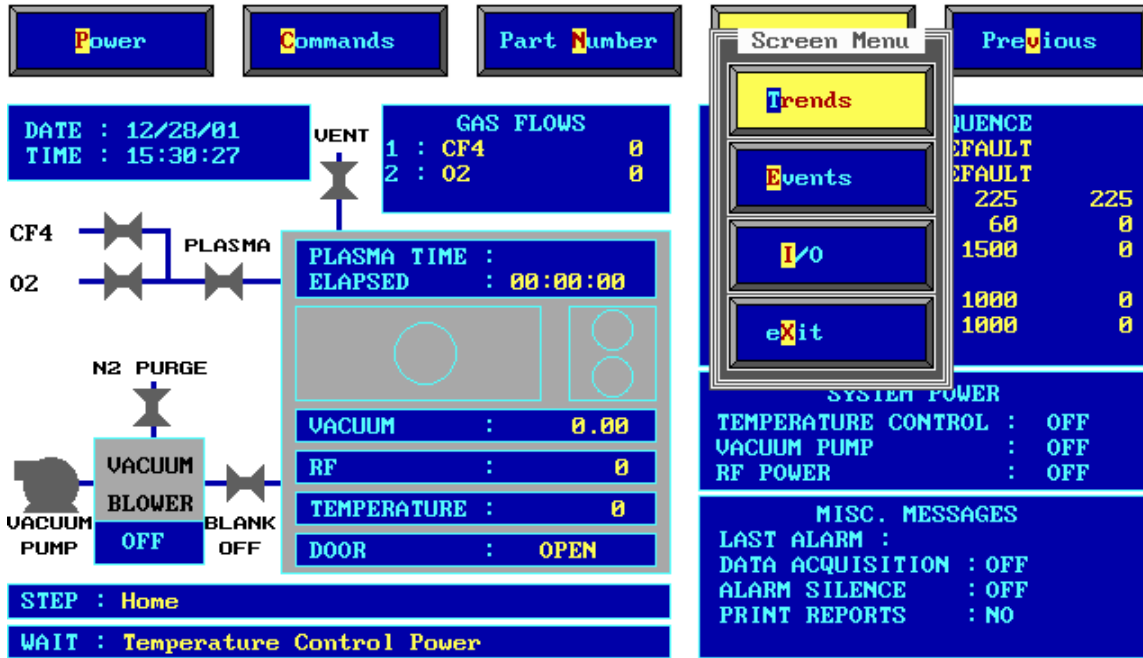 Power
Commands
Part Number
Previous
Screen Menu
Trends
Events
I/O
eXit
DATE : 12/28/01
TIME : 15:30:27
VENT
GAS FLOWS
1 : CF4 0
2 : O2 0
QUENCE
EFAULT
EFAULT
225 225
60 0
1500 0
1000 0
1000 0
CF4
O2
PLASMA
PLASMA TIME :
ELAPSED : 00:00:00
N2 PURGE
VACUUM
BLOWER
OFF
VACUUM
PUMP
BLANK
OFF
VACUUM : 0.00
RF : 0
TEMPERATURE : 0
DOOR : OPEN
SYSTEM POWER
TEMPERATURE CONTROL : OFF
VACUUM PUMP : OFF
RF POWER : OFF
MISC. MESSAGES
LAST ALARM :
DATA ACQUISITION : OFF
ALARM SILENCE : OFF
PRINT REPORTS : NO
STEP : Home
WAIT : Temperature Control Power